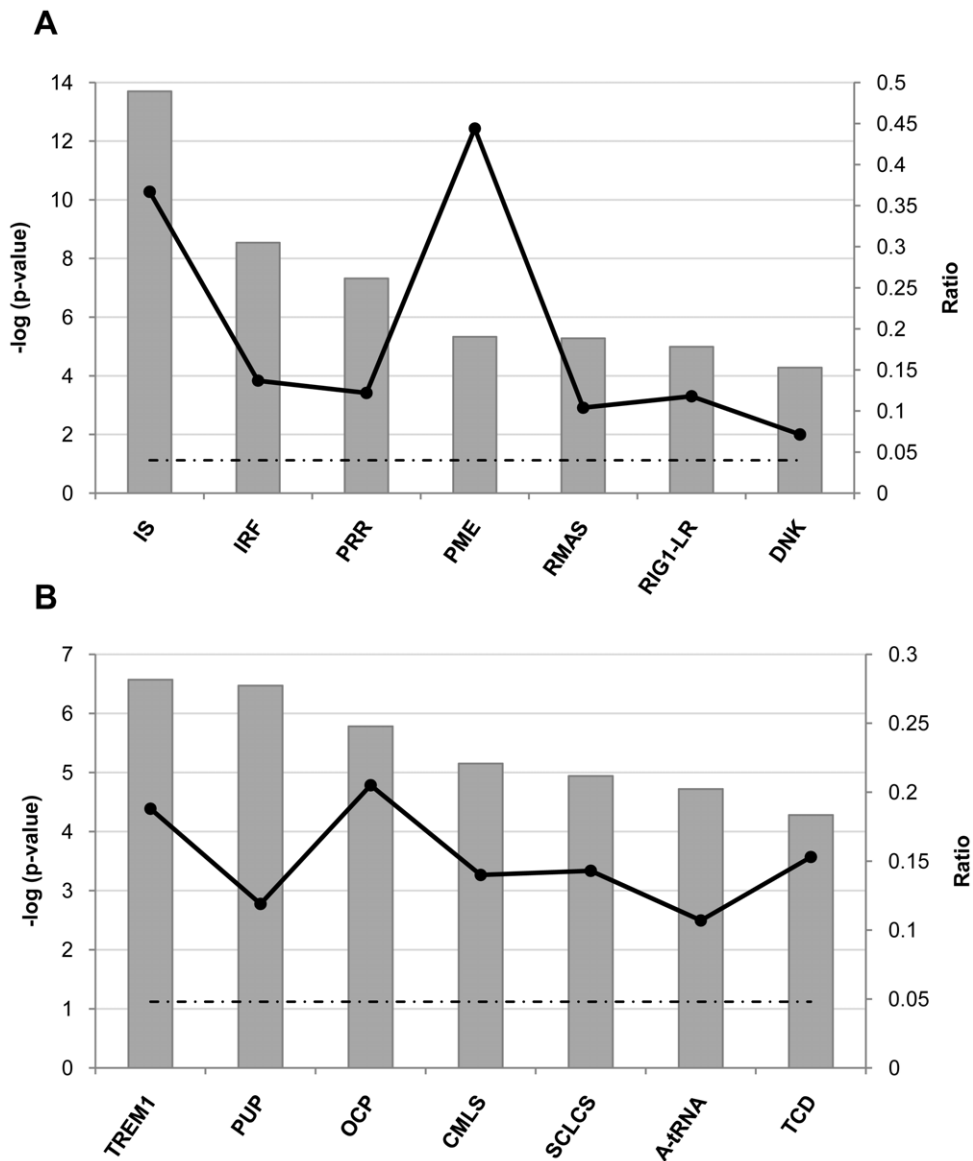 A
14 0.5
12 0.45
10 0.4
8 0.35
6 0.3
4 0.25
2 0.2
0 0.15
0.1
0.05
0
-log (p-value)
Ratio
IS IRF PRR PME RMAS RIG1-LR DNK
B
7 0.3
6 0.25
5 0.2
4 0.15
3 0.1
2 0.05
1 0
0
-log (p-value)
Ratio
TREM1 PUP OCP CMLS SCLCS A-tRNA TCD